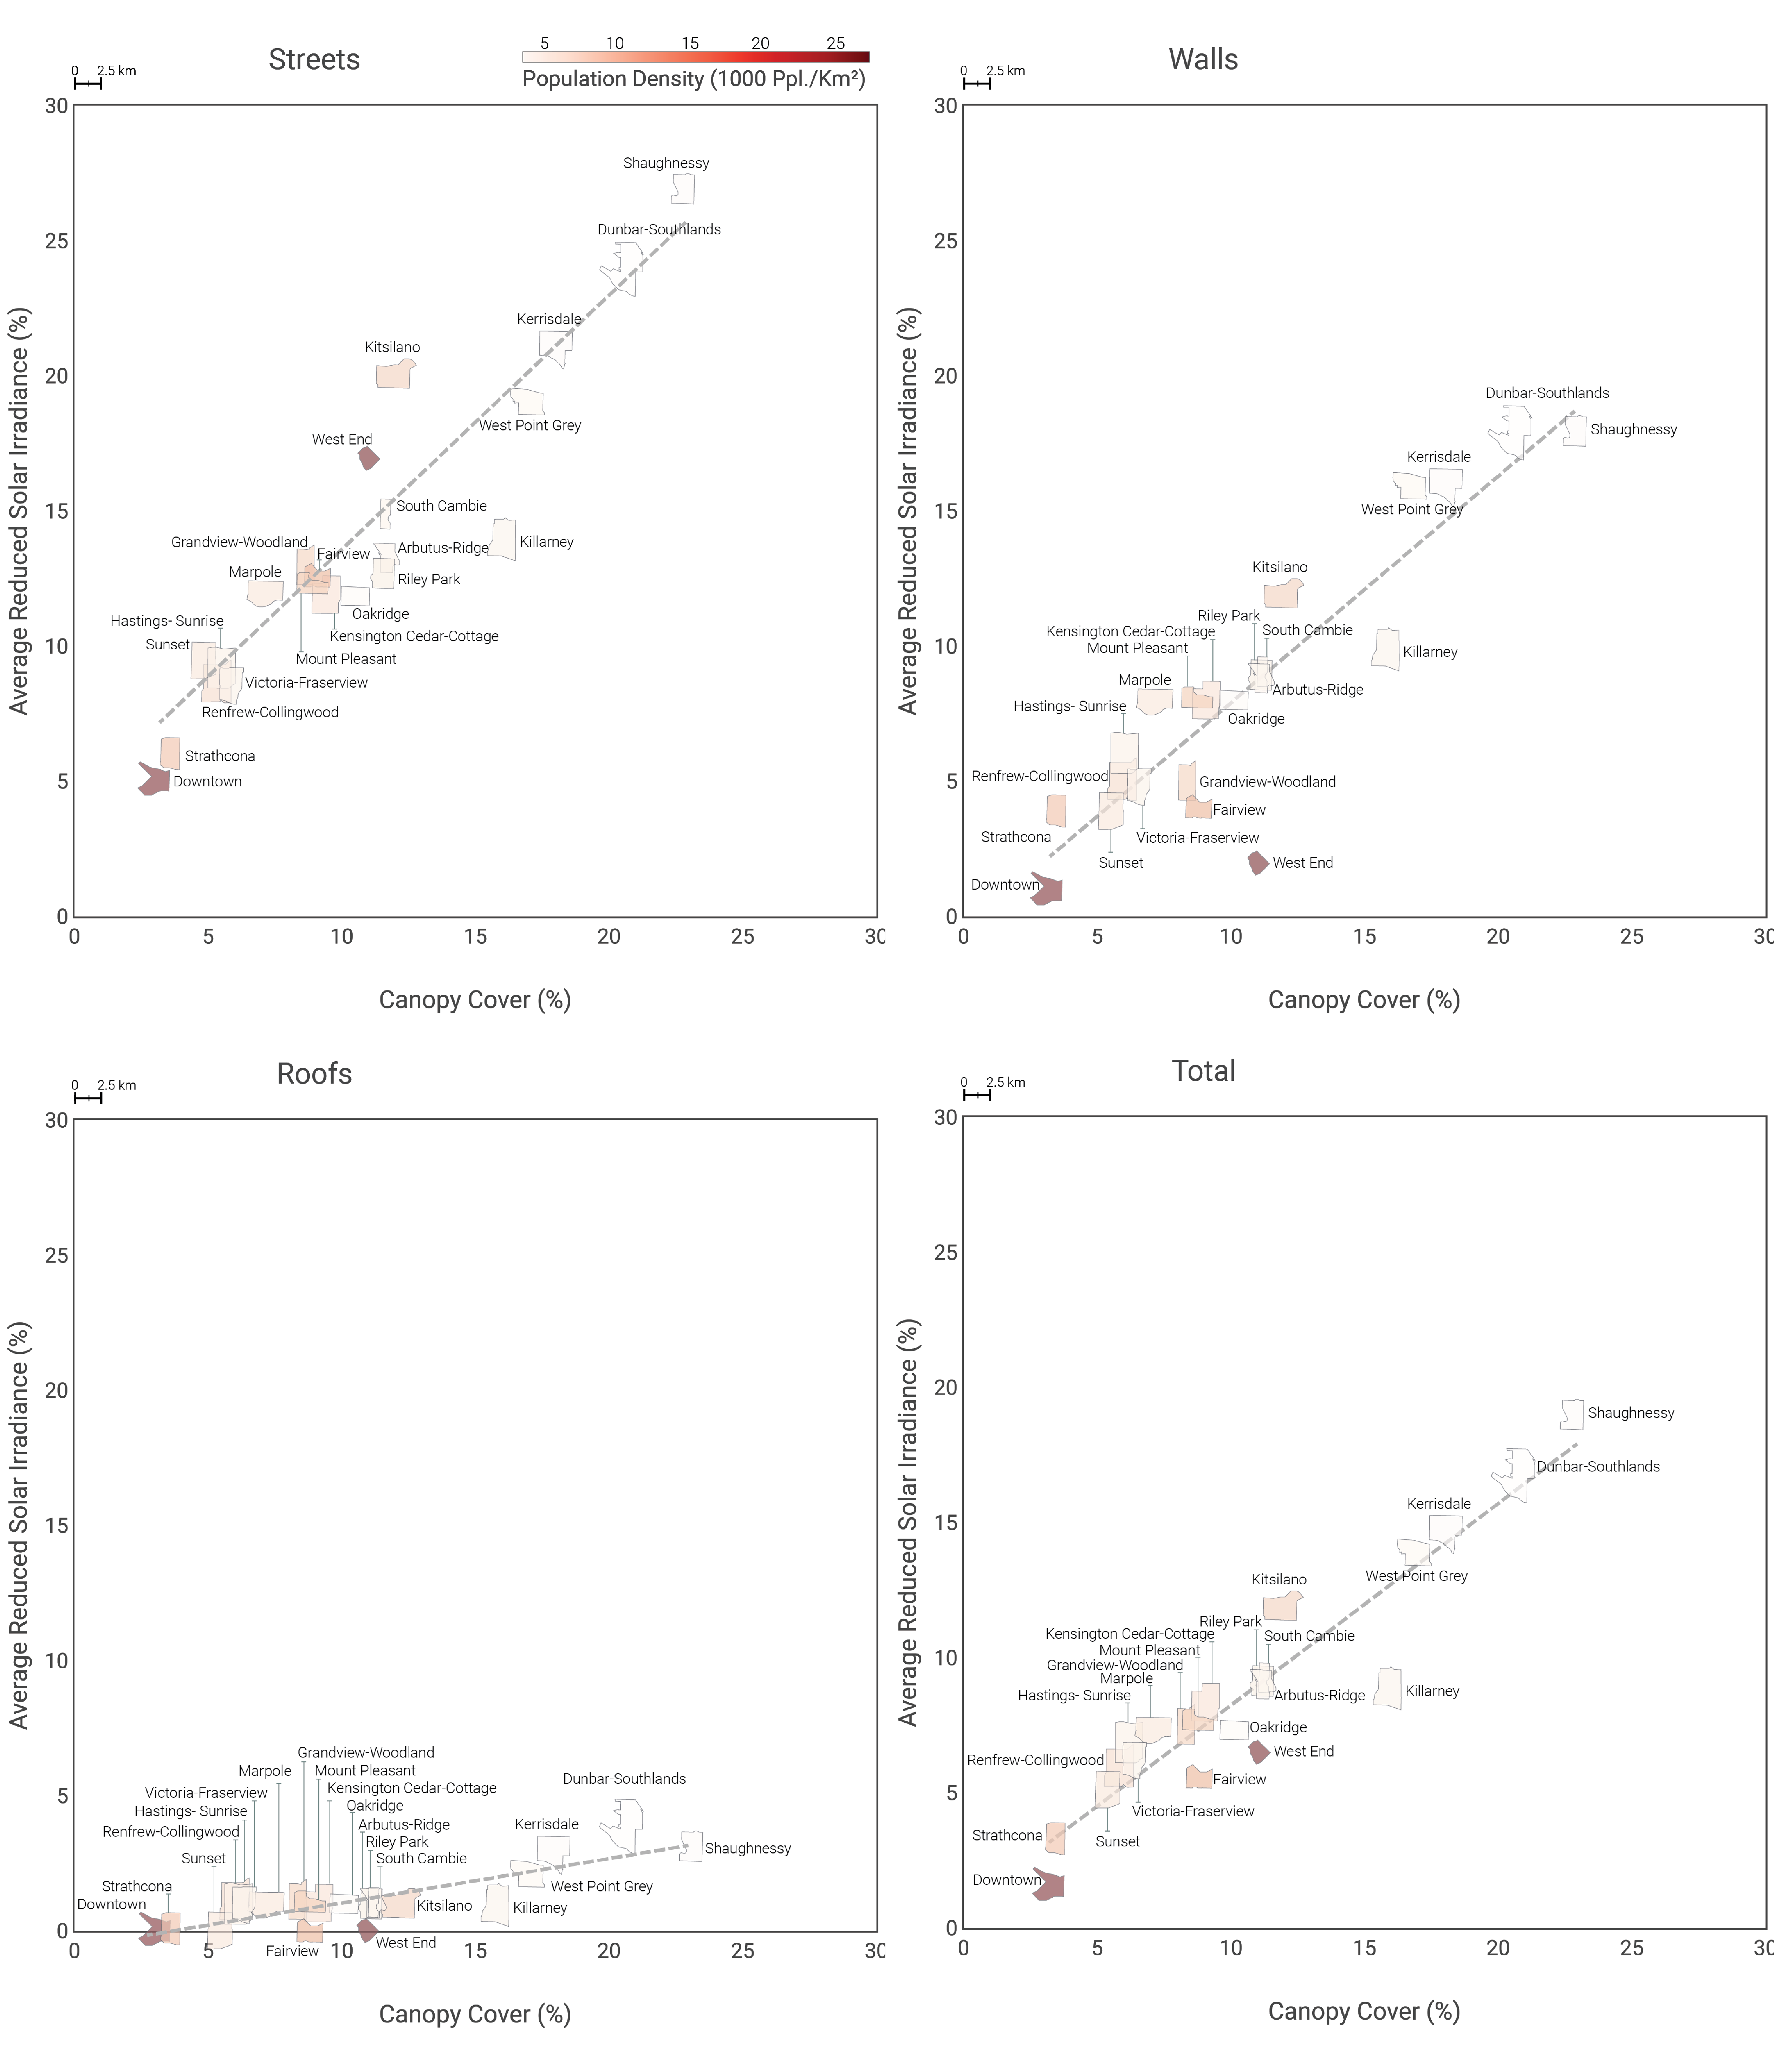 Streets
0 2.5 km
5 10 15 20 25
Population Density (1000 Ppl./Km²)
Average Reduced Solar Irradiance (%)
30
25
20
15
10
5
0
Shaughnessy
Dunbar-Southlands
Kerrisdale
Kitsilano
West Point Grey
West End
South Cambie
Grandview-Woodland
Killarney
Arbutus-Ridge
Fairview
Marpole
Riley Park
Oakridge
Hastings- Sunrise
Kensington Cedar-Cottage
Sunset
Mount Pleasant
Victoria-Fraserview
Renfrew-Collingwood
Strathcona
Downtown
0 5 10 15 20 25 30
Canopy Cover (%)
Walls
0 2.5 km
Average Reduced Solar Irradiance (%)
30
25
20
15
10
5
0
Dunbar-Southlands
Shaughnessy
Kerrisdale
West Point Grey
Kitsilano
Riley Park
Kensington Cedar-Cottage
South Cambie
Mount Pleasant
Killarney
Marpole
Arbutus-Ridge
Hastings- Sunrise
Oakridge
Renfrew-Collingwood
Grandview-Woodland
Fairview
Strathcona
Victoria-Fraserview
Sunset
West End
Downtown
0 5 10 15 20 25 30
Canopy Cover (%)
Roofs
0 2.5 km
Average Reduced Solar Irradiance (%)
30
25
20
15
10
5
0
Grandview-Woodland
Marpole
Mount Pleasant
Dunbar-Southlands
Victoria-Fraserview
Kensington Cedar-Cottage
Hastings- Sunrise
Oakridge
Renfrew-Collingwood
Arbutus-Ridge
Kerrisdale
Riley Park
Shaughnessy
Sunset
South Cambie
Strathcona
West Point Grey
Downtown
Kitsilano
Killarney
Fairview
West End
0 5 10 15 20 25 30
Canopy Cover (%)
Total
0 2.5 km
Average Reduced Solar Irradiance (%)
30
25
20
15
10
5
0
Shaughnessy
Dunbar-Southlands
Kerrisdale
West Point Grey
Kitsilano
Riley Park
Kensington Cedar-Cottage
South Cambie
Mount Pleasant
Grandview-Woodland
Marpole
Killarney
Hastings- Sunrise
Arbutus-Ridge
Oakridge
West End
Renfrew-Collingwood
Fairview
Victoria-Fraserview
Strathcona
Sunset
Downtown
0 5 10 15 20 25 30
Canopy Cover (%)